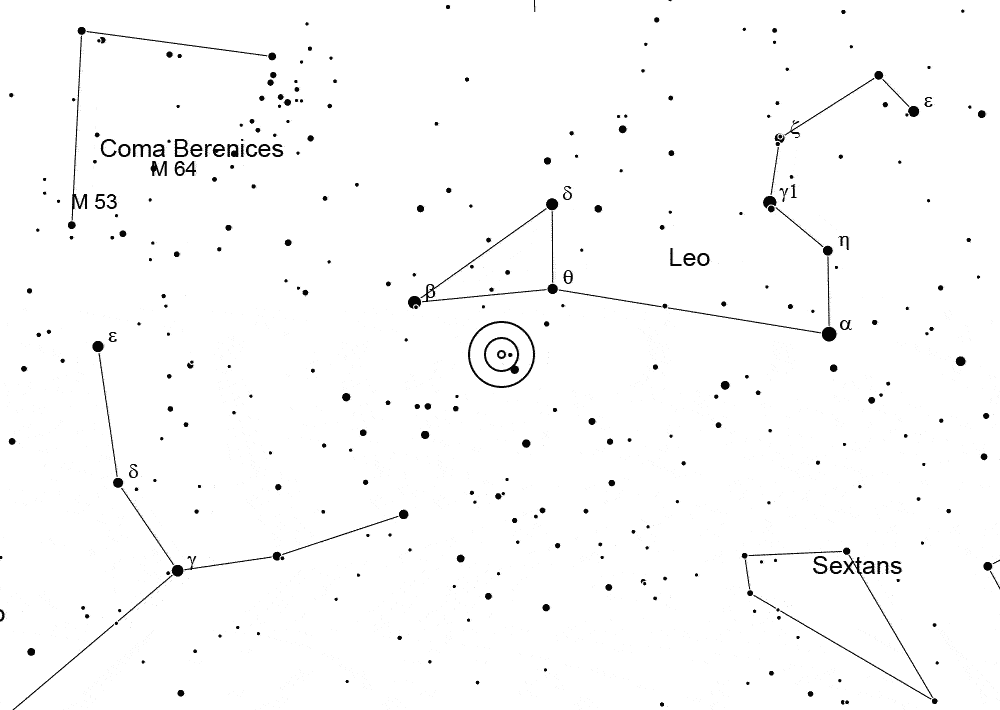 ε
ζ
Coma Berenices
M 64
γ1
δ
M 53
η
Leo
θ
β
α
ε
δ
γ
Sextans
o